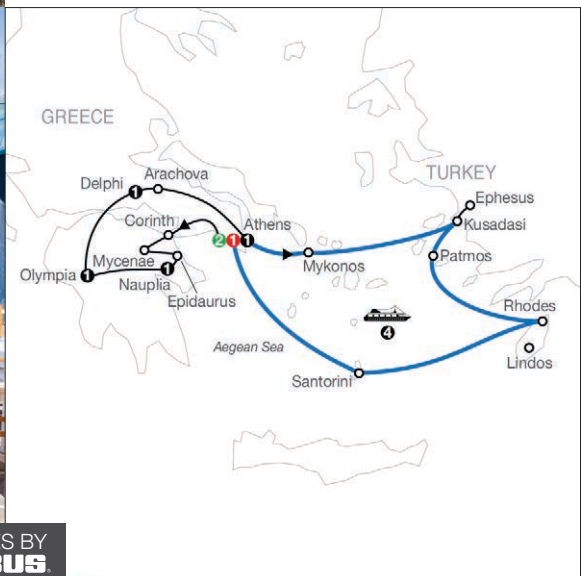 GREECE
Delphi
1
Arachova
TURKEY
Ephesus
Corinth
Athens
2
1
1
Kusadasi
Mycenae
Mykonos
Patmos
Olympia
1
Nauplia
1
Epidaurus
Rhodes
4
Aegean Sea
Lindos
Santorini
S BY
BUS.